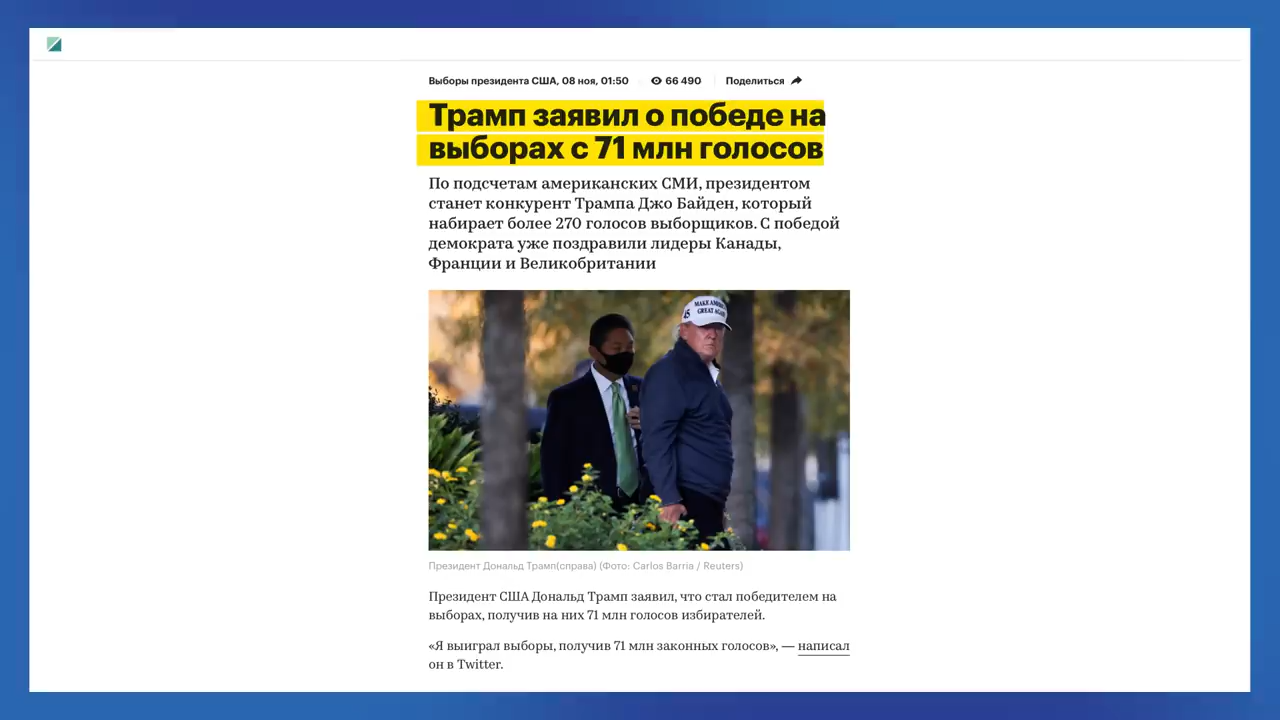 Выборы президента США, 08 ноя, 01:50 66 490 Поделиться
Трамп заявил о победе на
выборах с 71 млн голосов
По подсчетам американских СМИ, президентом
станет конкурент Трампа Джо Байден, который
набирает более 270 голосов выборщиков. С победой
демократа уже поздравили лидеры Канады,
Франции и Великобритании
MAKE AMERICA
GREAT AGAIN
45
Президент Дональд Трамп(справа) (Фото: Carlos Barria / Reuters)
Президент США Дональд Трамп заявил, что стал победителем на
выборах, получив на них 71 млн голосов избирателей.
«Я выиграл выборы, получив 71 млн законных голосов», — написал
он в Twitter.